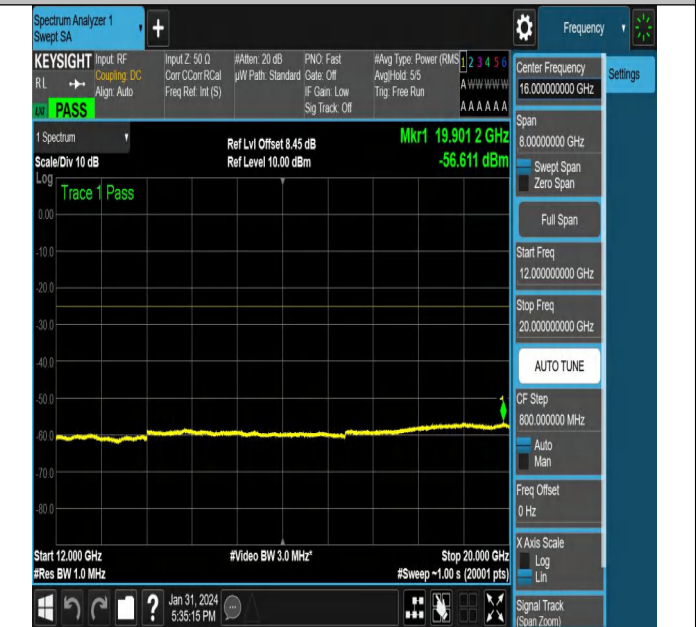 Spectrum Analyzer 1
Swept SA
+
Frequency
KEYSIGHT
Input: RF
Coupling: DC
Align: Auto
Input Z: 50 Ω
Corr CCorr RCal
Freq Ref: Int (S)
#Atten: 20 dB
µW Path: Standard
PNO: Fast
Gate: Off
IF Gain: Low
Sig Track: Off
#Avg Type: Power (RMS
Avg|Hold: 5/5
Trig: Free Run
1 2 3 4 5 6
A W W W W W
A A A A A A
RL
LXI
PASS
1 Spectrum
Scale/Div 10 dB
Ref Lvl Offset 8.45 dB
Ref Level 10.00 dBm
Mkr1 19.901 2 GHz
-56.611 dBm
Log
Trace 1 Pass
0.00
-10.0
-20.0
-30.0
-40.0
-50.0
-60.0
-70.0
-80.0
1
Start 12.000 GHz
#Res BW 1.0 MHz
#Video BW 3.0 MHz*
Stop 20.000 GHz
#Sweep ~1.00 s (20001 pts)
Center Frequency
16.000000000 GHz
Settings
Span
8.00000000 GHz
Swept Span
Zero Span
Full Span
Start Freq
12.000000000 GHz
Stop Freq
20.000000000 GHz
AUTO TUNE
CF Step
800.000000 MHz
Auto
Man
Freq Offset
0 Hz
X Axis Scale
Log
Lin
Signal Track
(Span Zoom)
?
Jan 31, 2024
5:35:15 PM